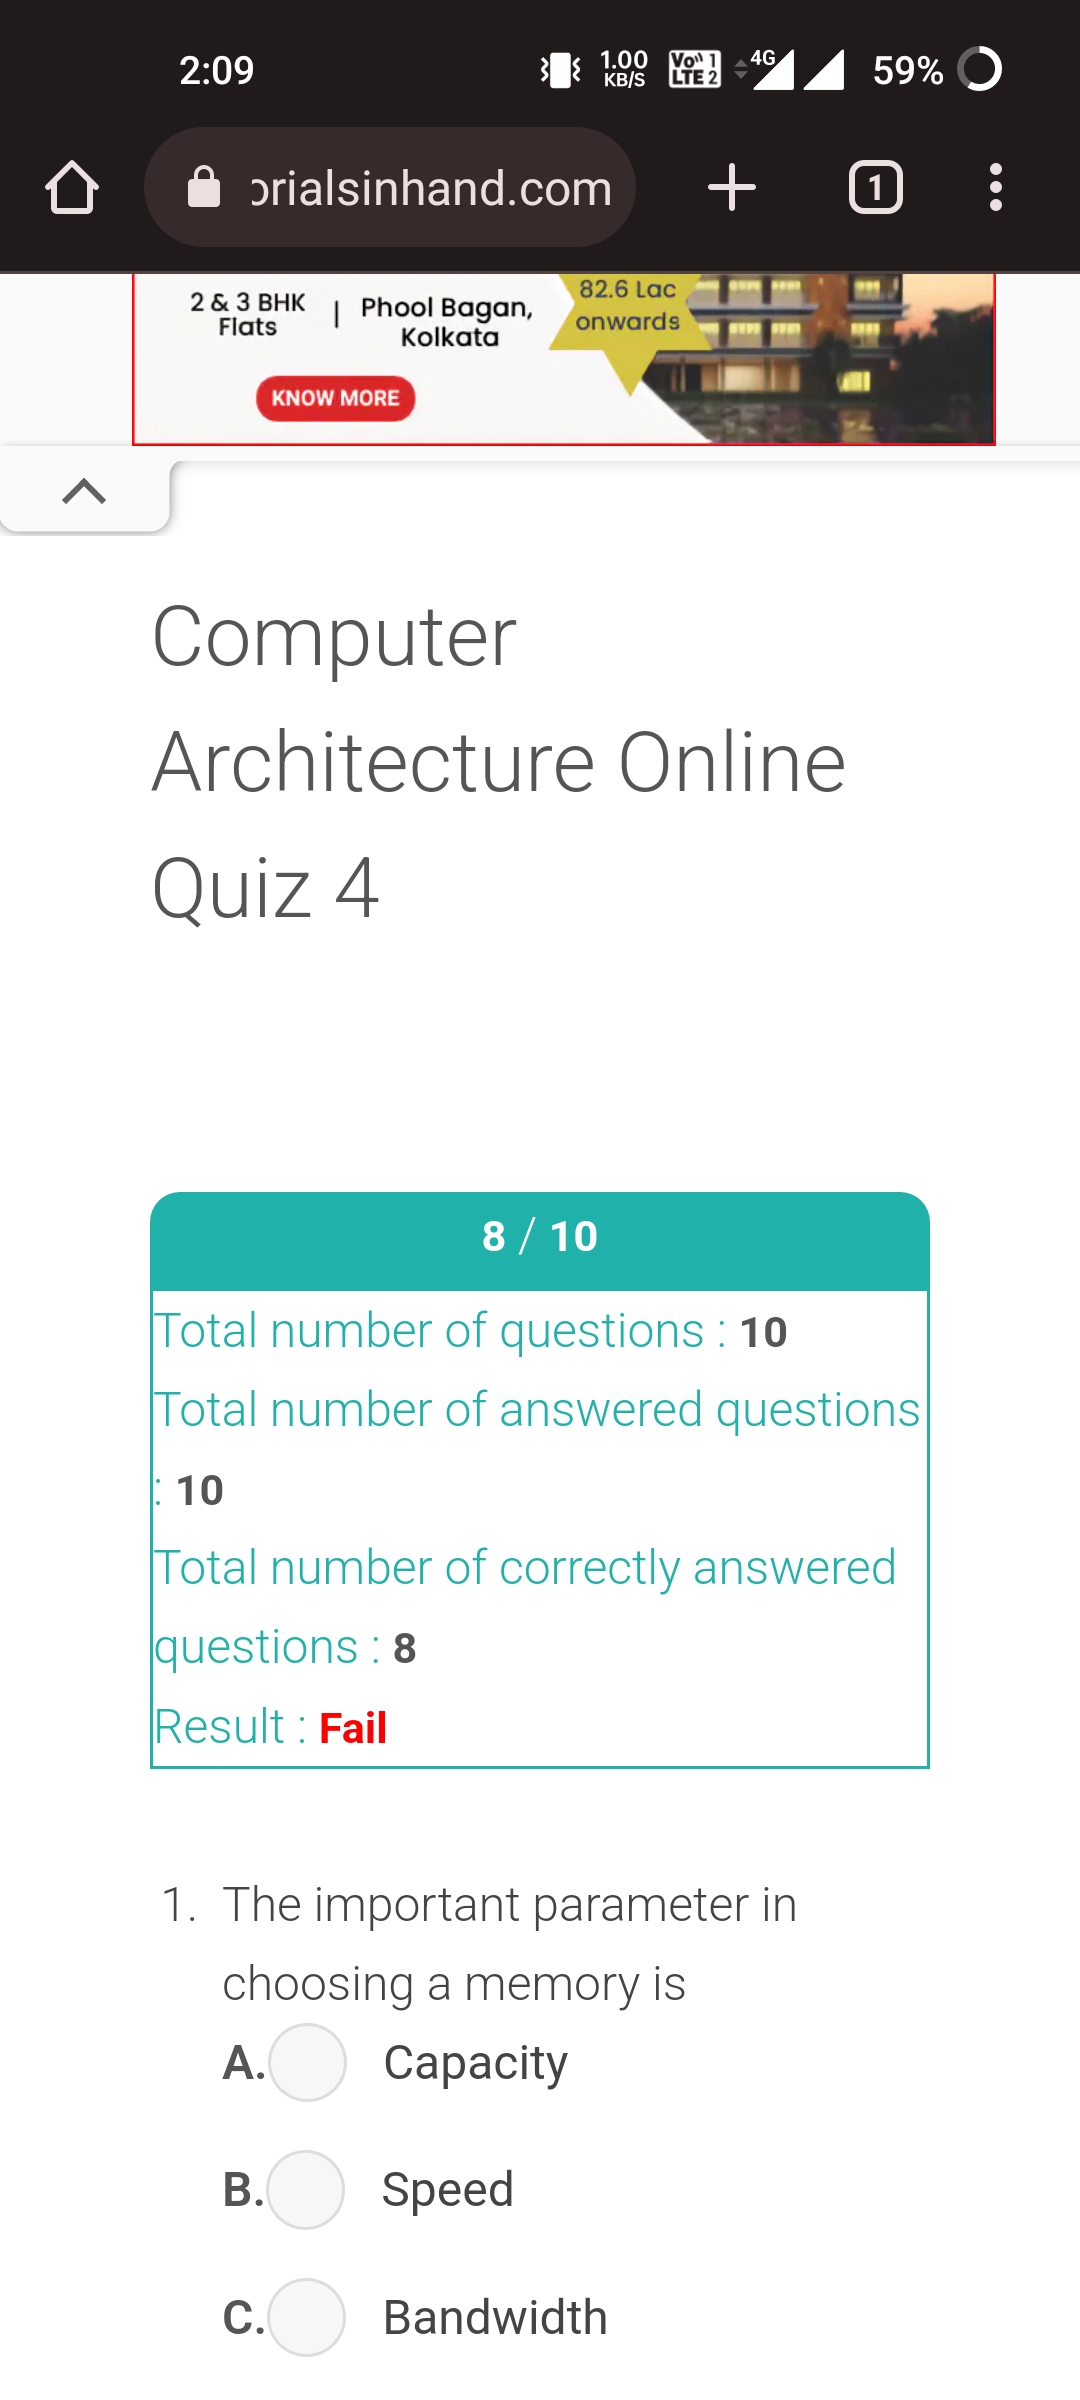 2:09
1.00
KB/S
Vo)) 1
LTE 2
4G
59%
orialsinhand.com
1
2 & 3 BHK
Flats
|
Phool Bagan,
Kolkata
82.6 Lac
onwards
KNOW MORE
Computer
Architecture Online
Quiz 4
8 / 10
Total number of questions : 10
Total number of answered questions
: 10
Total number of correctly answered
questions : 8
Result : Fail
1. The important parameter in
choosing a memory is
A. Capacity
B. Speed
C. Bandwidth